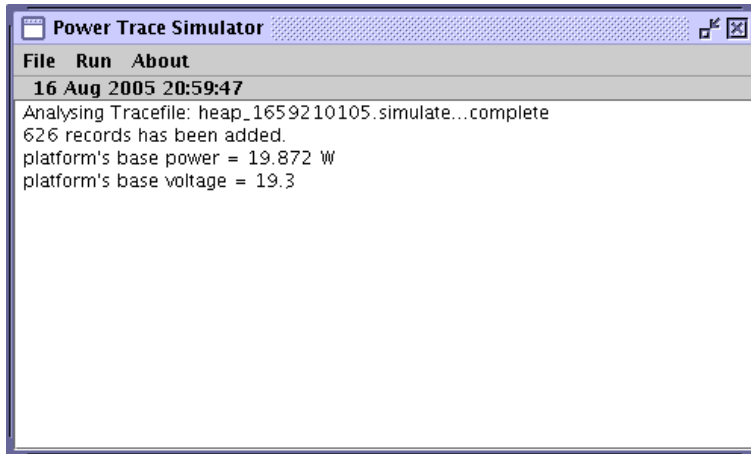 Power Trace Simulator
File Run About
16 Aug 2005 20:59:47
Analysing Tracefile: heap_1659210105.simulate...complete
626 records has been added.
platform's base power = 19.872 W
platform's base voltage = 19.3